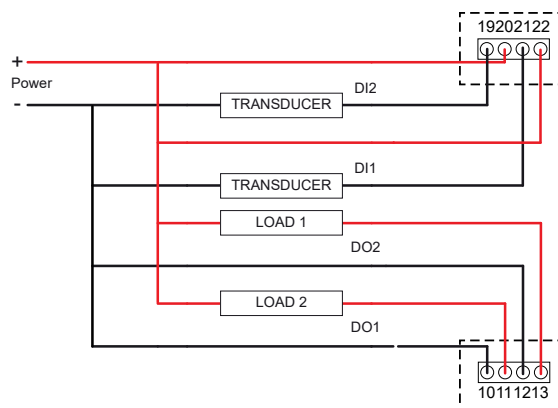 19202122
+
Power
DI2
-
TRANSDUCER
DI1
TRANSDUCER
LOAD 1
DO2
LOAD 2
DO1
10111213